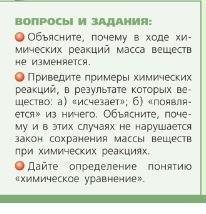 ВОПРОСЫ И ЗАДАНИЯ:
Объясните, почему в ходе хи-
мических реакций масса веществ
не изменяется.
Приведите примеры химических
реакций, в результате которых ве-
щество: а) «исчезает»; б) «появля-
ется» из ничего. Объясните, поче-
му и в этих случаях не нарушается
закон сохранения массы веществ
при химических реакциях.
Дайте определение понятию
«химическое уравнение».